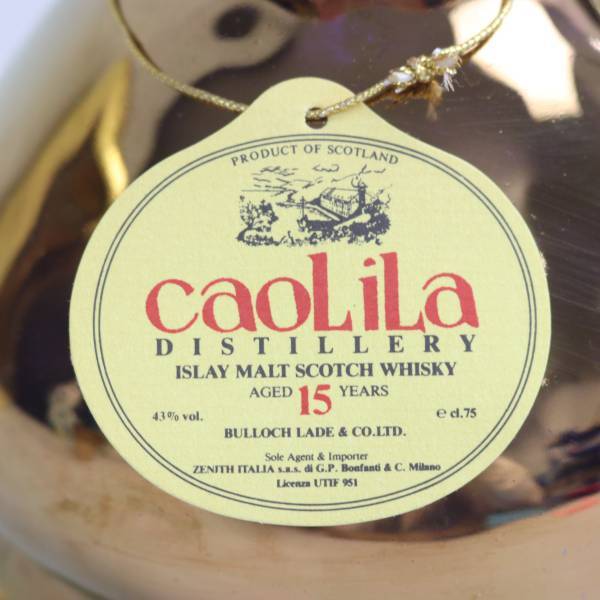 PRODUCT OF SCOTLAND
caoLiLa
DISTILLERY
ISLAY MALT SCOTCH WHISKY
AGED 15 YEARS
43% vol.
e cl.75
BULLOCH LADE & CO.LTD.
Sole Agent & Importer
ZENITH ITALIA s.a.s. di G.P. Bonfanti & C. Milano
Licenza UTIF 951